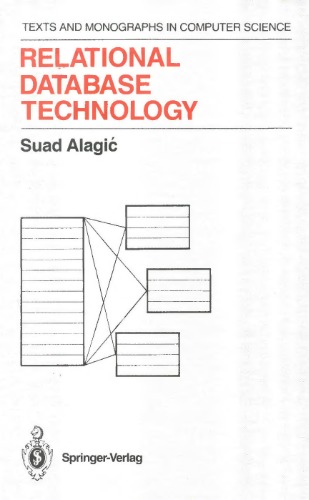 TEXTS AND MONOGRAPHS IN COMPUTER SCIENCE
RELATIONAL
DATABASE
TECHNOLOGY
Suad Alagić
Springer-Verlag